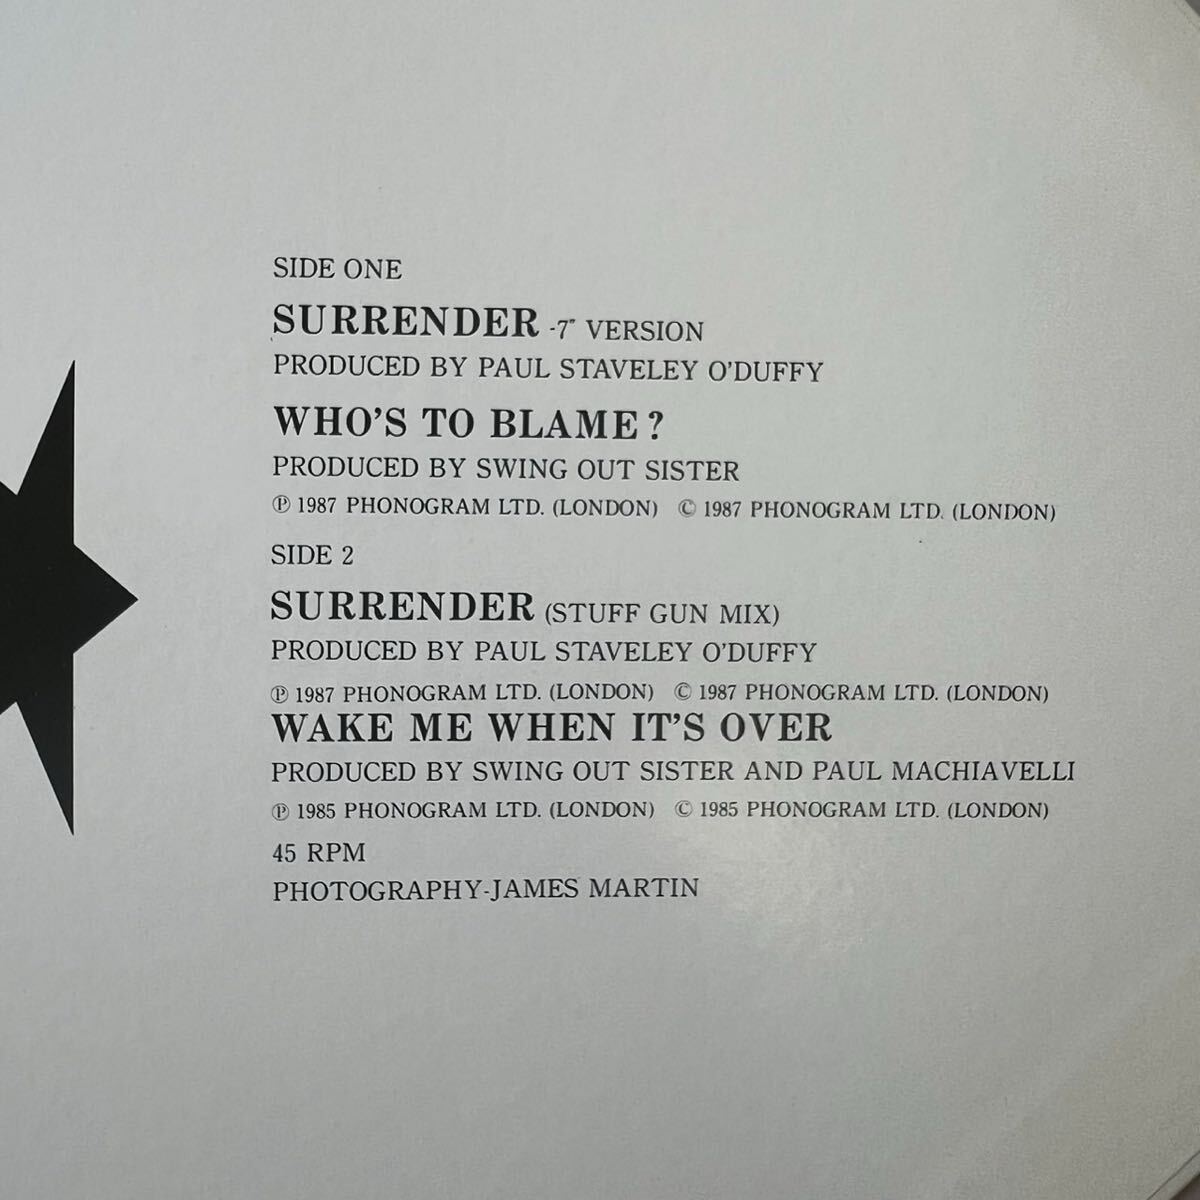 SIDE ONE
SURRENDER -7" VERSION
PRODUCED BY PAUL STAVELEY O'DUFFY
WHO'S TO BLAME?
PRODUCED BY SWING OUT SISTER
℗ 1987 PHONOGRAM LTD. (LONDON) © 1987 PHONOGRAM LTD. (LONDON)
SIDE 2
SURRENDER (STUFF GUN MIX)
PRODUCED BY PAUL STAVELEY O'DUFFY
℗ 1987 PHONOGRAM LTD. (LONDON) © 1987 PHONOGRAM LTD. (LONDON)
WAKE ME WHEN IT'S OVER
PRODUCED BY SWING OUT SISTER AND PAUL MACHIAVELLI
℗ 1985 PHONOGRAM LTD. (LONDON) © 1985 PHONOGRAM LTD. (LONDON)
45 RPM
PHOTOGRAPHY-JAMES MARTIN